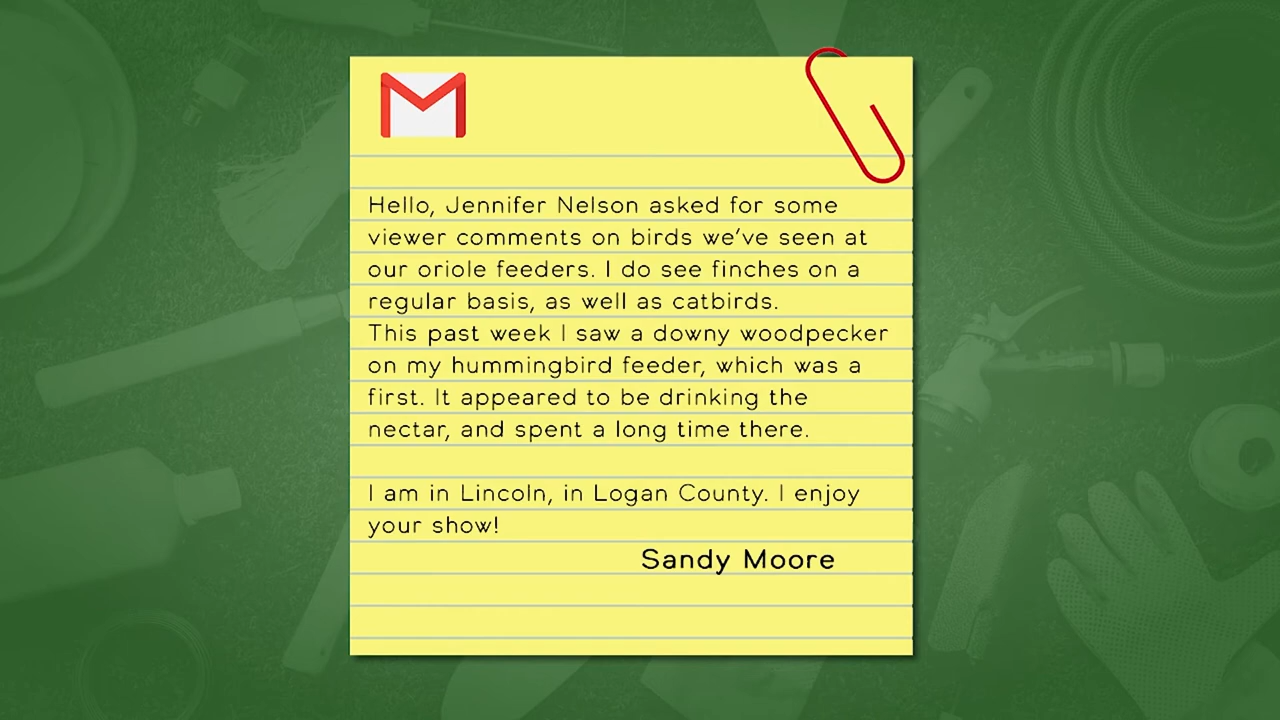 Hello, Jennifer Nelson asked for some
viewer comments on birds we've seen at
our oriole feeders. I do see finches on a
regular basis, as well as catbirds.
This past week I saw a downy woodpecker
on my hummingbird feeder, which was a
first. It appeared to be drinking the
nectar, and spent a long time there.
I am in Lincoln, in Logan County. I enjoy
your show!
Sandy Moore